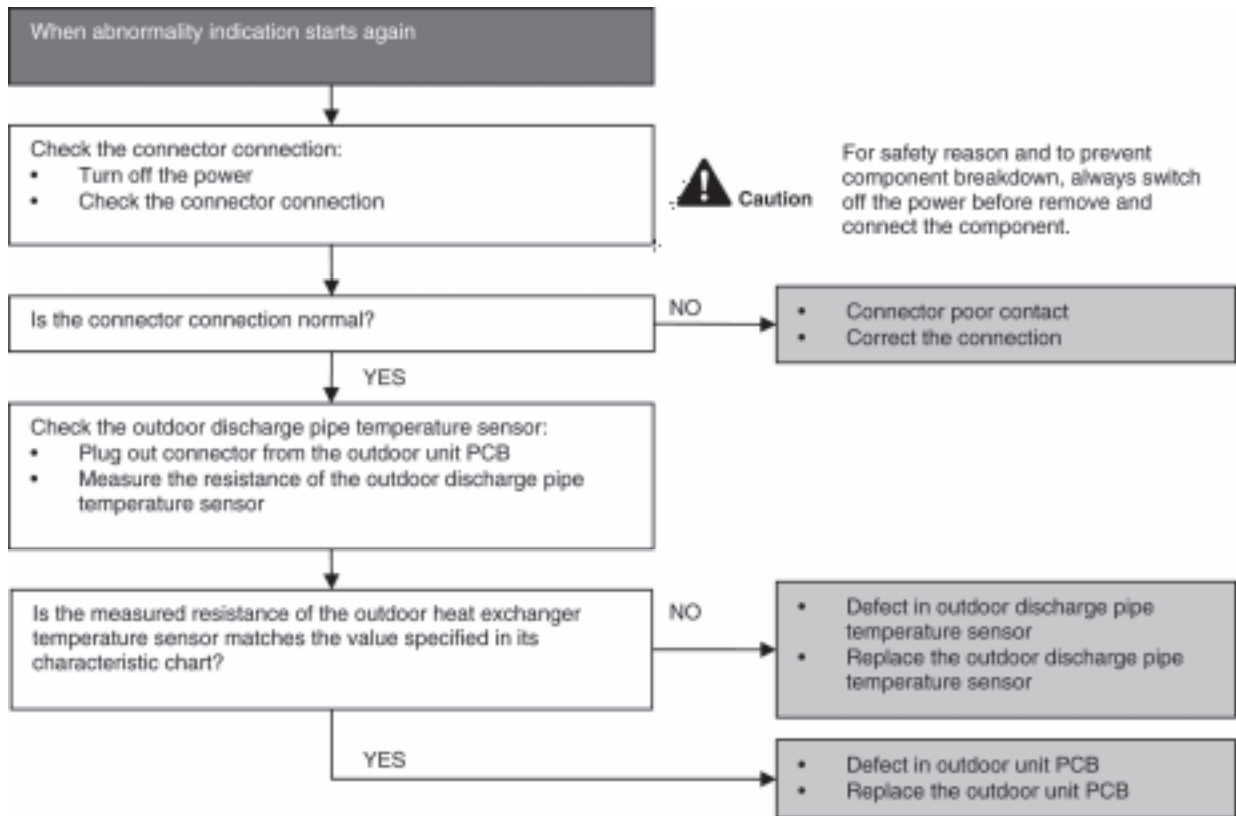 When abnormality indication starts again
Check the connector connection:
• Turn off the power
• Check the connector connection
Caution
For safety reason and to prevent
component breakdown, always switch
off the power before remove and
connect the component.
Is the connector connection normal?
NO
• Connector poor contact
• Correct the connection
YES
Check the outdoor discharge pipe temperature sensor:
• Plug out connector from the outdoor unit PCB
• Measure the resistance of the outdoor discharge pipe
temperature sensor
Is the measured resistance of the outdoor heat exchanger
temperature sensor matches the value specified in its
characteristic chart?
NO
• Defect in outdoor discharge pipe
temperature sensor
• Replace the outdoor discharge pipe
temperature sensor
YES
• Defect in outdoor unit PCB
• Replace the outdoor unit PCB